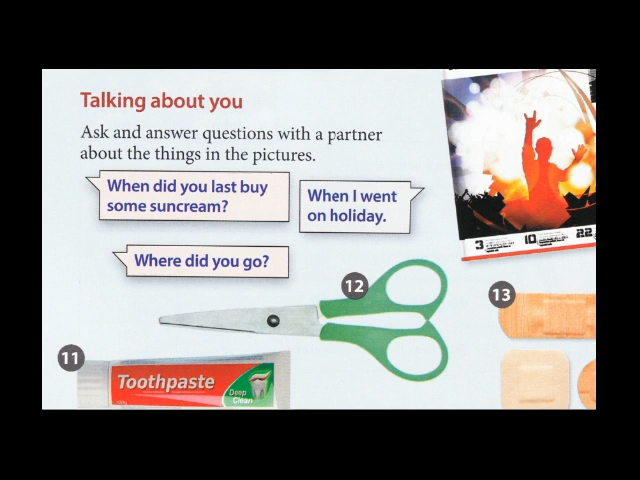 Talking about you
Ask and answer questions with a partner
about the things in the pictures.
When did you last buy
some suncream?
When I went
on holiday.
Where did you go?
12
13
11
Toothpaste
Deep
Clean
3
10
22